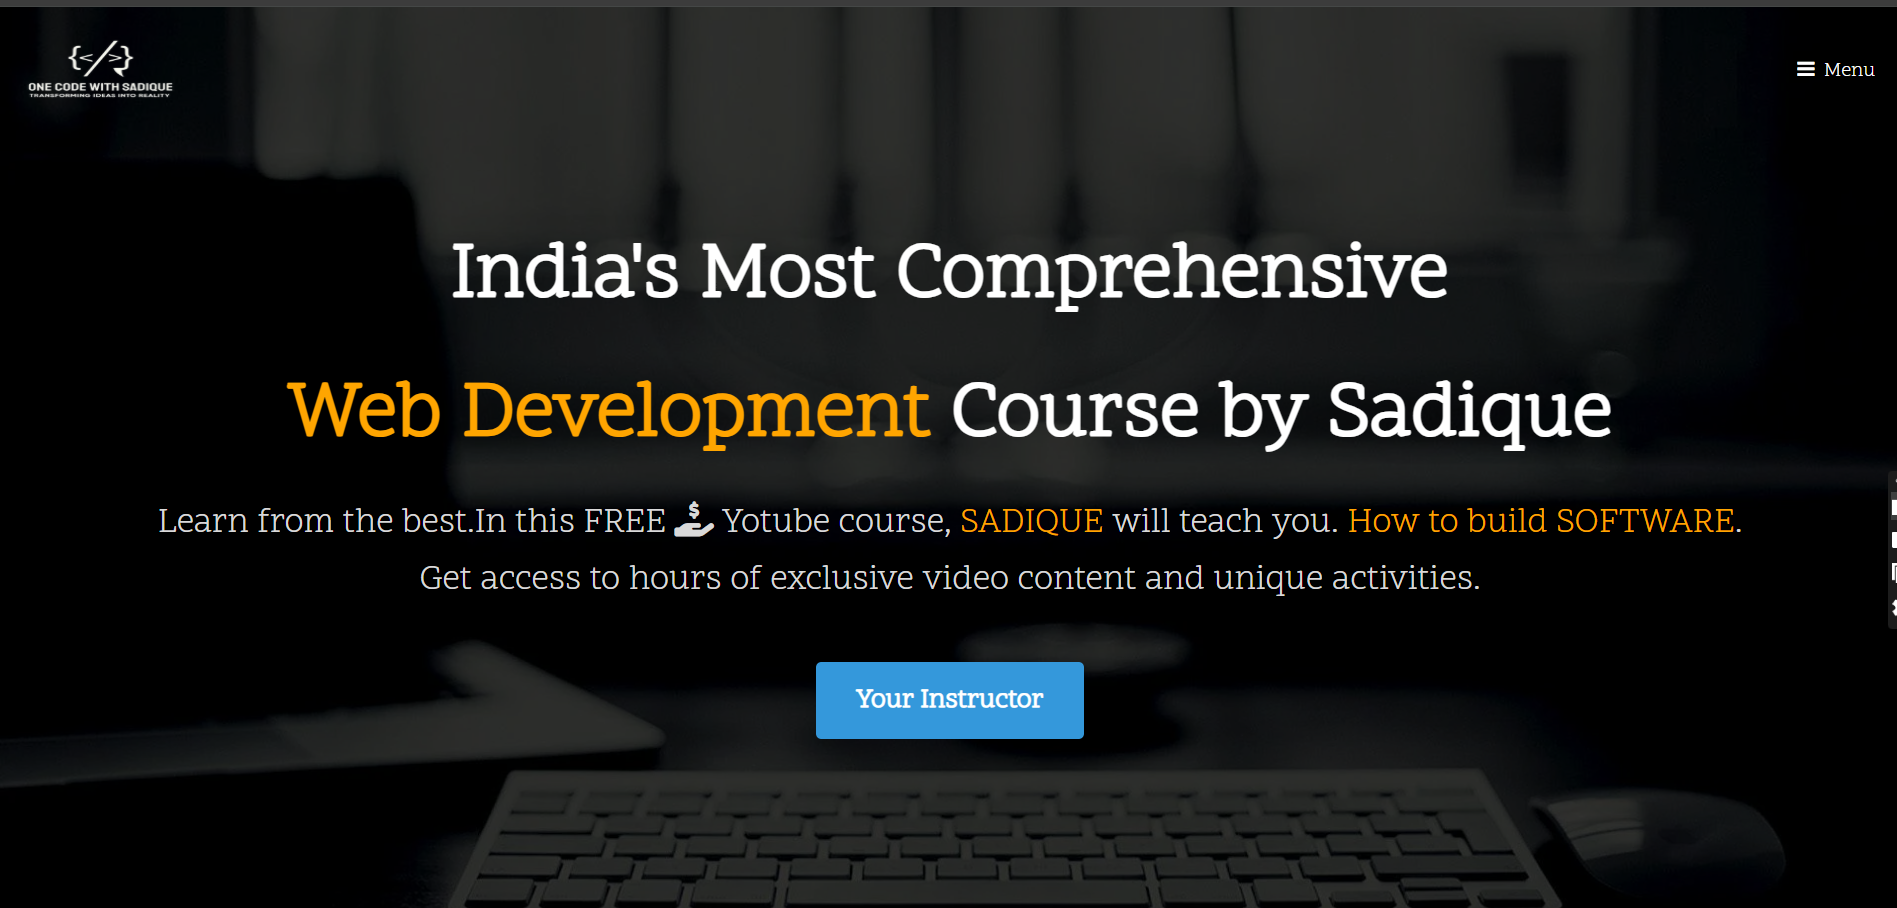 {</>}
ONE CODE WITH SADIQUE
TRANSFORMING IDEAS INTO REALITY
Menu
India's Most Comprehensive
Web Development Course by Sadique
Learn from the best.In this FREE $ Yotube course, SADIQUE will teach you. How to build SOFTWARE.
Get access to hours of exclusive video content and unique activities.
Your Instructor